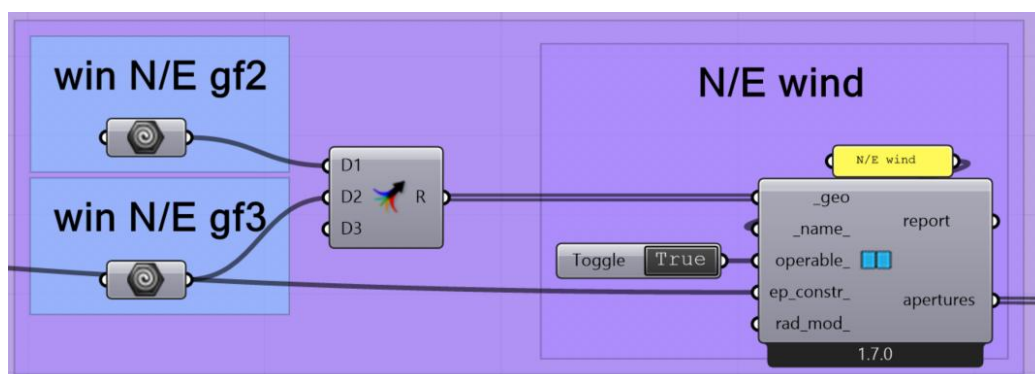 win N/E gf2
win N/E gf3
D1
D2
R
D3
N/E wind
N/E wind
_geo
_name_
report
Toggle
True
operable_
ep_constr_
apertures
rad_mod_
1.7.0